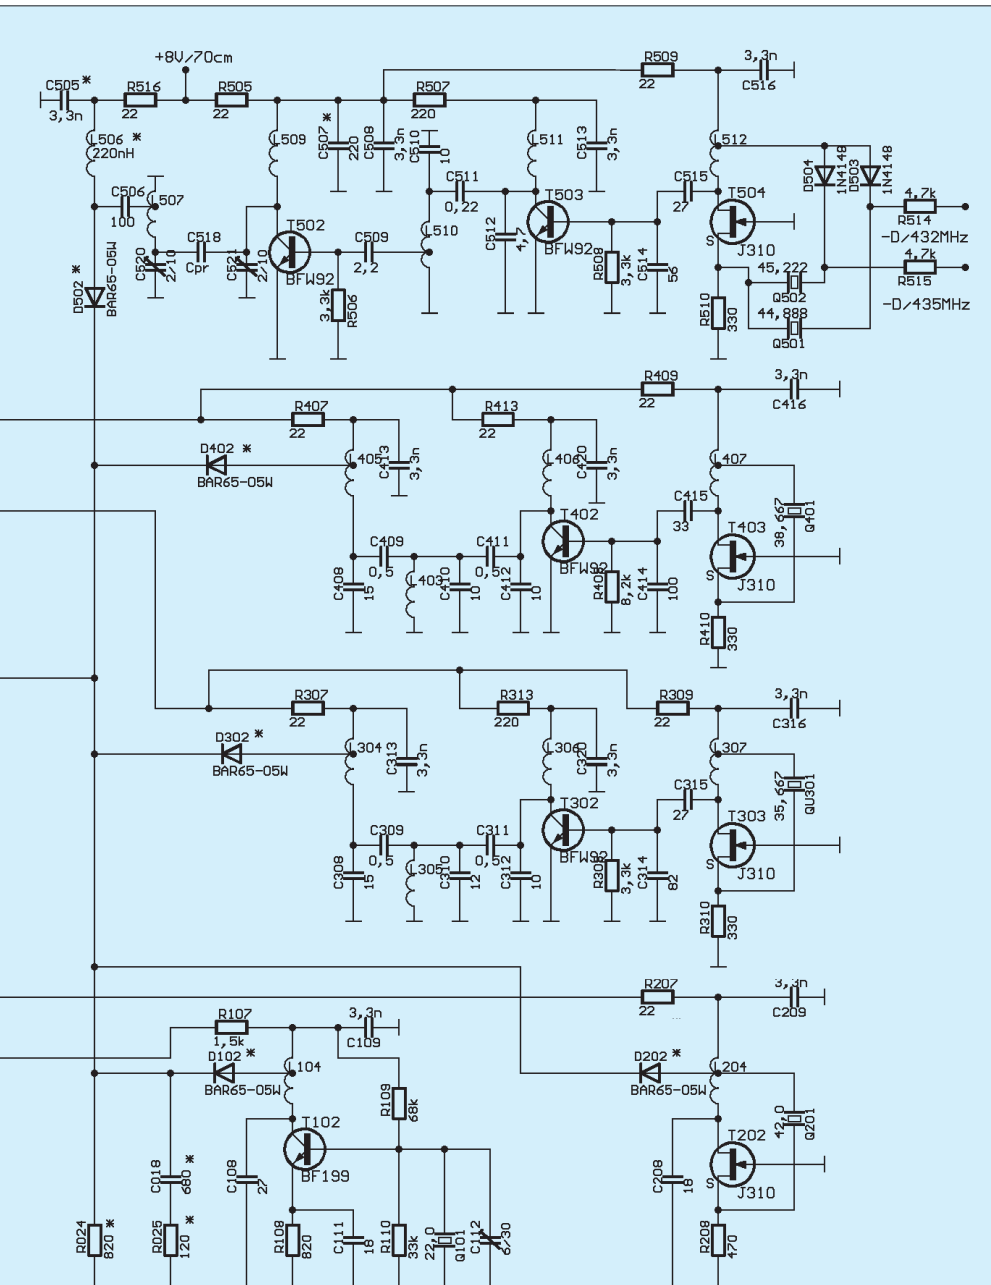 +8V/70cm
C505 *
3,3n
R516
22
R505
22
R507
220
R509
22
3,3n
C516
L506 *
220nH
L509
C507 *
220
C508
3,3n
C510
10
L511
C513
3,3n
L512
D504
1N4148
D503
1N4148
C506
100
L507
C511
0,22
T503
BFW92
C515
27
T504
J310
S
4,7k
R514
-D/432MHz
4,7k
R515
-D/435MHz
T502
BFW92
C518
Cpr
C509
2,2
L510
C512
4,7
R508
3,3k
C514
56
D502 *
BAR65-05W
C520
2/10
C521
2/10
3,3k
R506
45,222
Q502
44,888
Q501
R510
330
R407
22
R413
22
R409
22
3,3n
C416
D402 *
BAR65-05W
L405
C413
3,3n
L406
C420
3,3n
L407
C415
33
T402
BFW92
T403
J310
S
38,667
Q401
C409
0,5
C411
0,5
C408
15
L403
C410
10
C412
10
R408
8,2k
C414
100
R410
330
R307
22
R313
220
R309
22
3,3n
C316
D302 *
BAR65-05W
L304
C313
3,3n
L306
C320
3,3n
L307
C315
27
T302
BFW92
T303
J310
S
35,667
QU301
C309
0,5
C311
0,5
C308
15
L305
C310
12
C312
10
R308
3,3k
C314
82
R310
330
R207
22
3,3n
C209
R107
1,5k
3,3n
C109
D102 *
BAR65-05W
L104
D202 *
BAR65-05W
L204
R109
68k
T102
BF199
T202
J310
S
42,0
Q201
C018
680 *
C108
27
C208
18
R024
820 *
R025
120 *
R108
820
C111
18
R110
33k
22,10
Q101
C112
6/30
R208
470